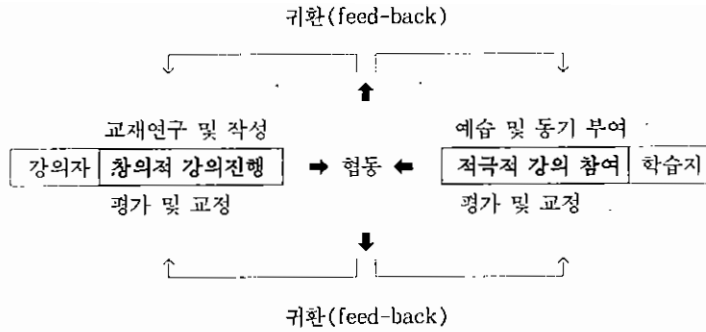 귀환(feed-back)
교재연구 및 작성 예습 및 동기 부여
강의자 창의적 강의진행 협동 적극적 강의 참여 학습자
평가 및 교정 평가 및 교정
귀환(feed-back)